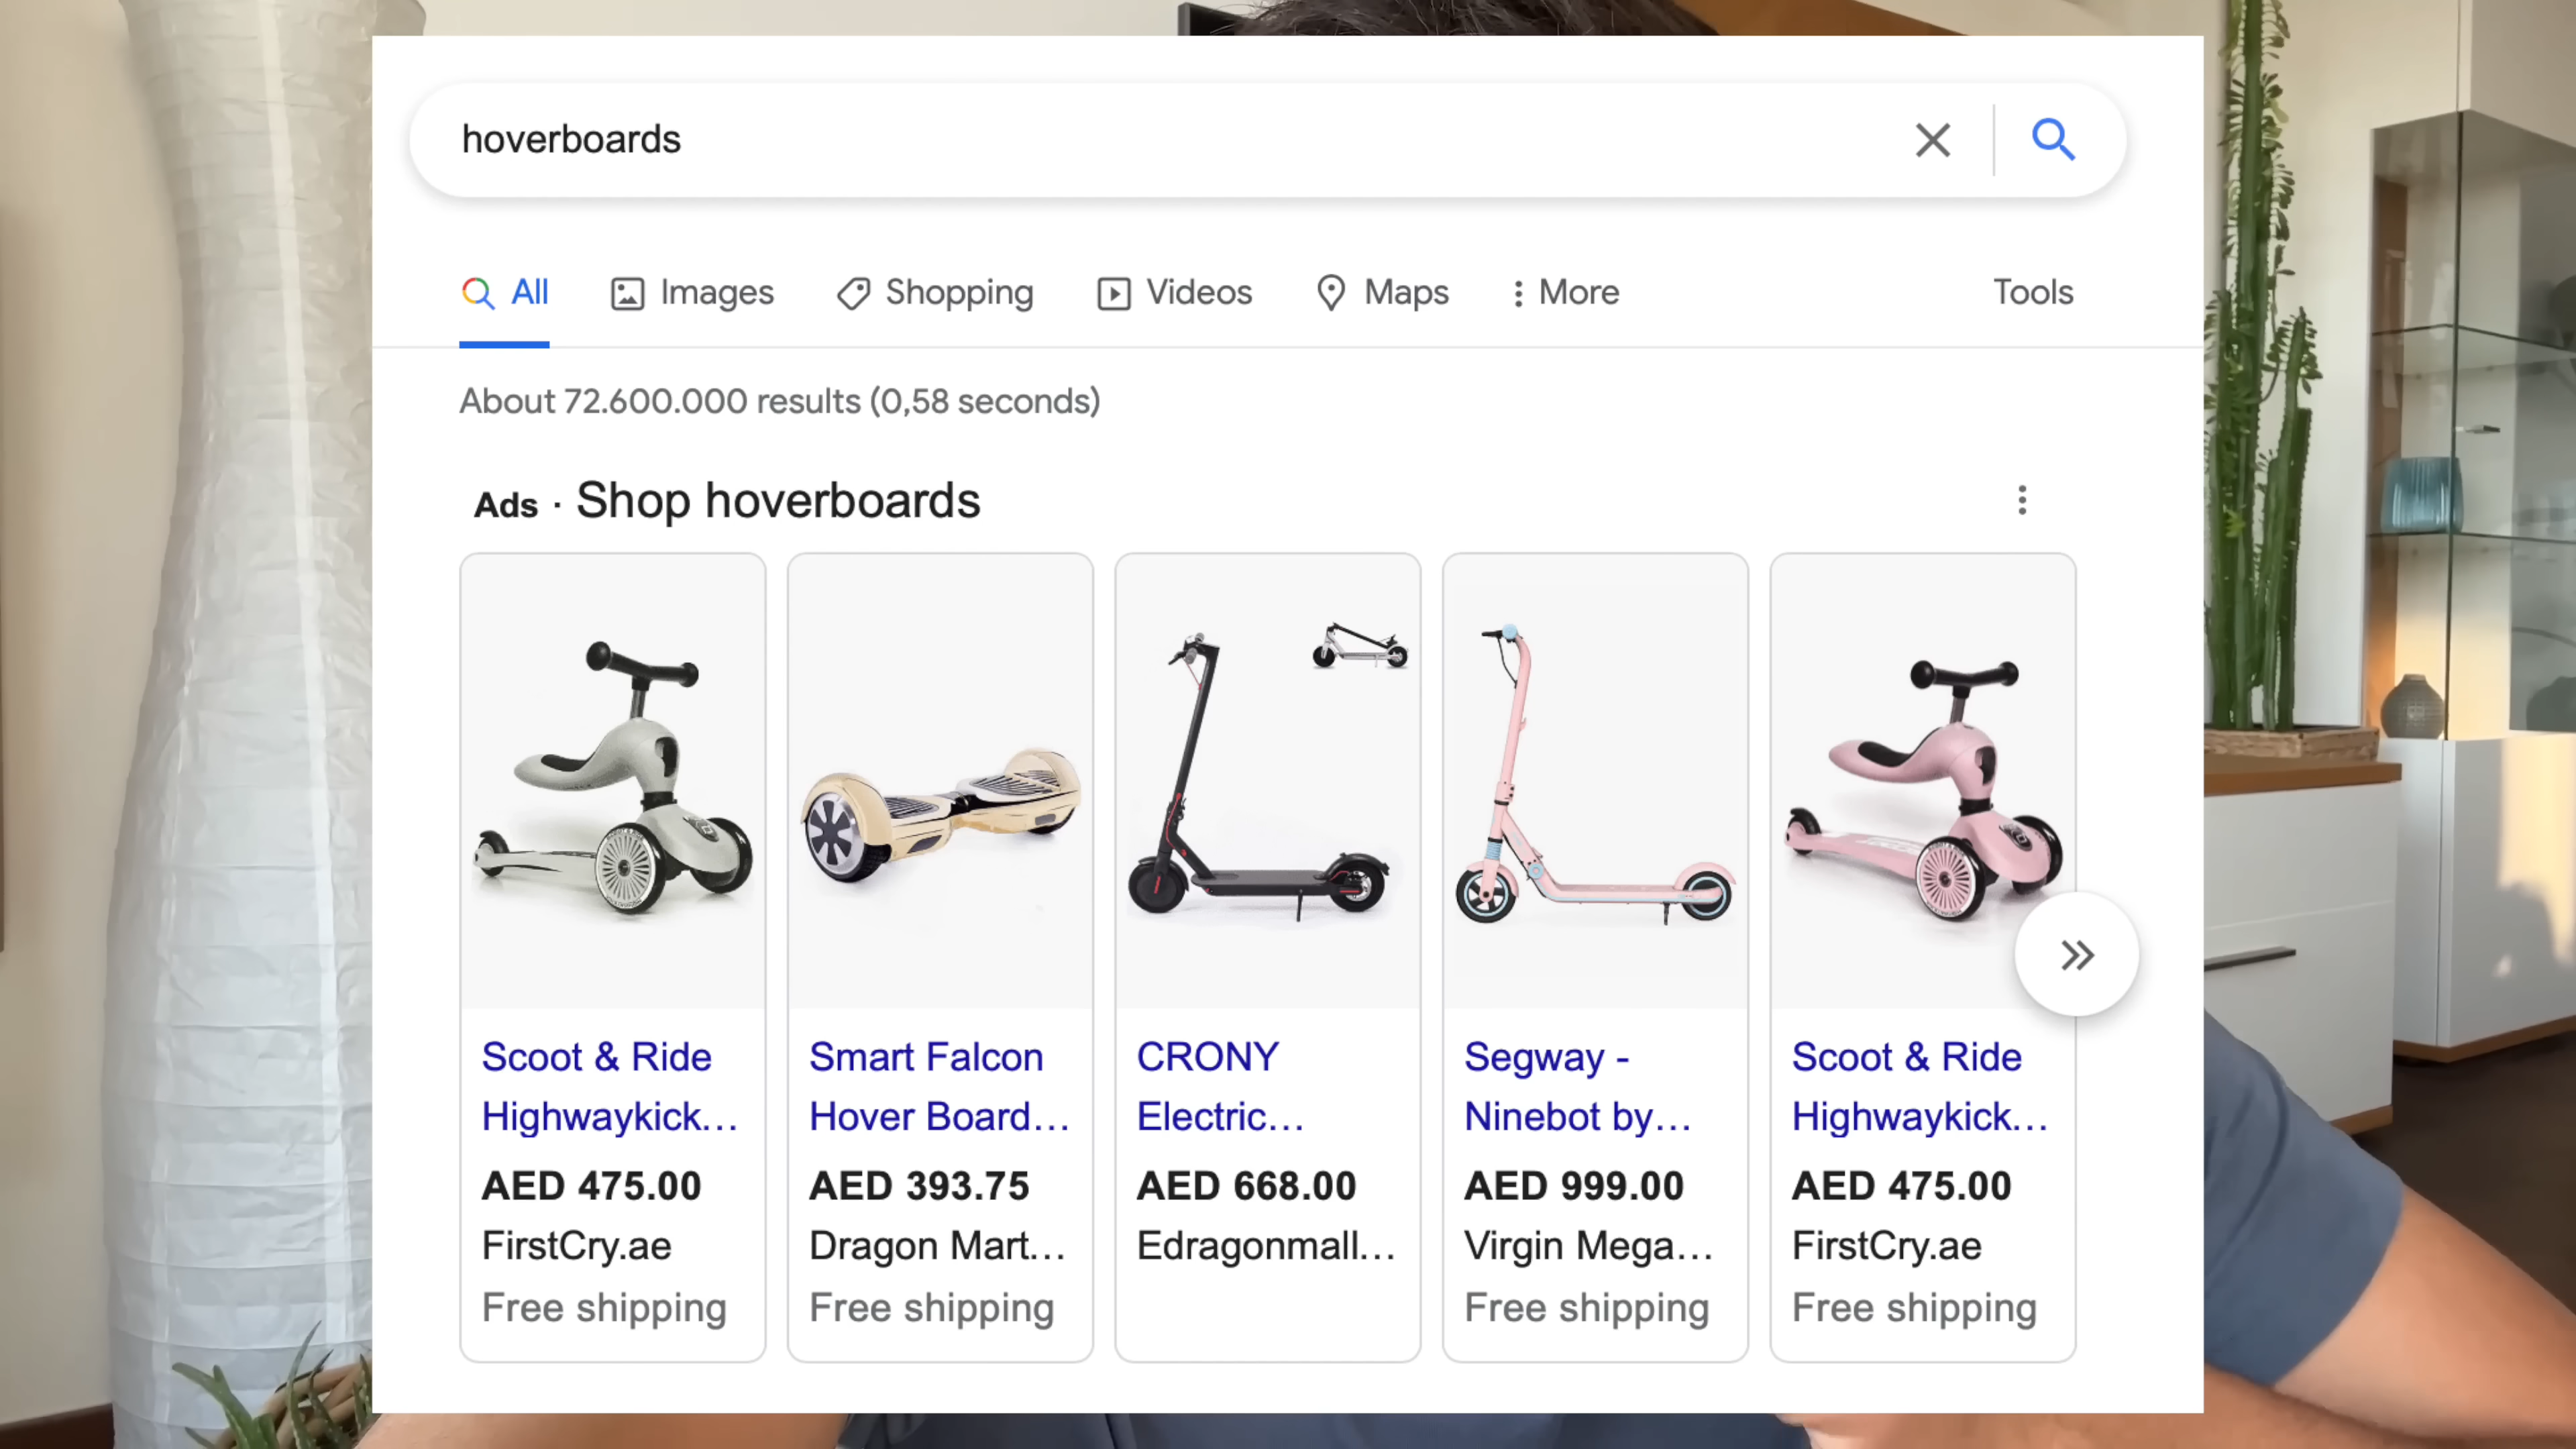 hoverboards
All Images Shopping Videos Maps More Tools
About 72.600.000 results (0,58 seconds)
Ads · Shop hoverboards
Scoot & Ride
Highwaykick...
AED 475.00
FirstCry.ae
Free shipping
Smart Falcon
Hover Board...
AED 393.75
Dragon Mart...
Free shipping
CRONY
Electric...
AED 668.00
Edragonmall...
Segway -
Ninebot by...
AED 999.00
Virgin Mega...
Free shipping
Scoot & Ride
Highwaykick...
AED 475.00
FirstCry.ae
Free shipping